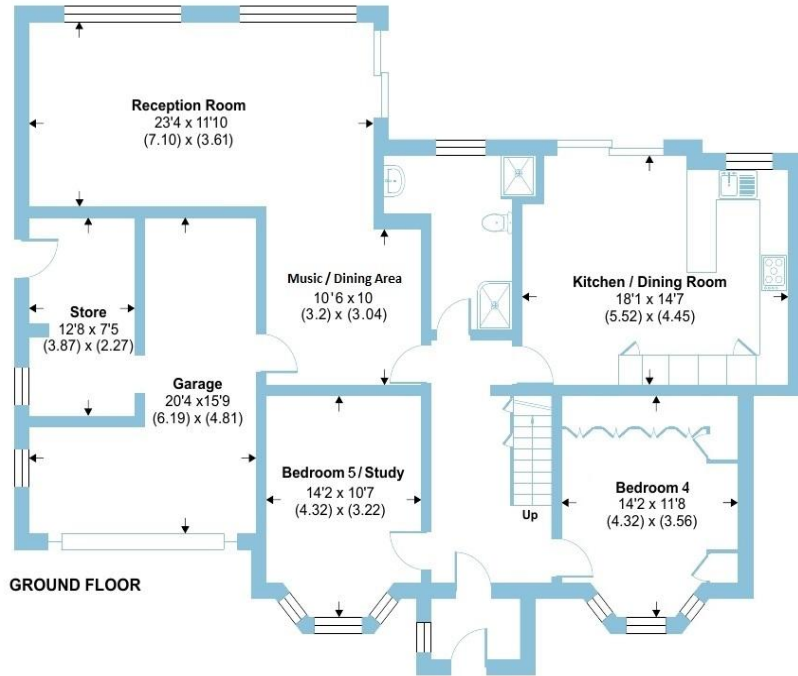 Reception Room
23'4 x 11'10
(7.10) x (3.61)
Music / Dining Area
10'6 x 10
(3.2) x (3.04)
Kitchen / Dining Room
18'1 x 14'7
(5.52) x (4.45)
Store
12'8 x 7'5
(3.87) x (2.27)
Garage
20'4 x15'9
(6.19) x (4.81)
Bedroom 5 / Study
14'2 x 10'7
(4.32) x (3.22)
Up
Bedroom 4
14'2 x 11'8
(4.32) x (3.56)
GROUND FLOOR